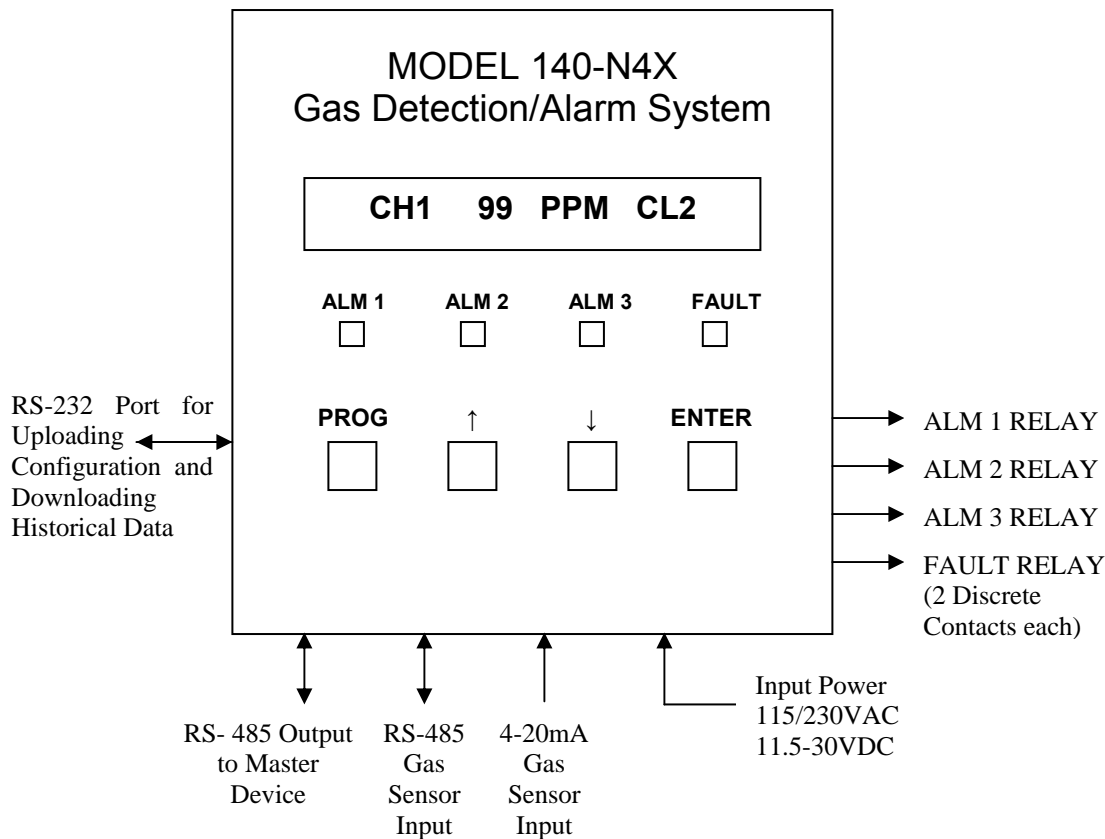 MODEL 140-N4X
Gas Detection/Alarm System
CH1 99 PPM CL2
ALM 1 ALM 2 ALM 3 FAULT
PROG ↑ ↓ ENTER
RS-232 Port for
Uploading
Configuration and
Downloading
Historical Data
ALM 1 RELAY
ALM 2 RELAY
ALM 3 RELAY
FAULT RELAY
(2 Discrete
Contacts each)
RS- 485 Output
to Master
Device
RS-485
Gas
Sensor
Input
4-20mA
Gas
Sensor
Input
Input Power
115/230VAC
11.5-30VDC